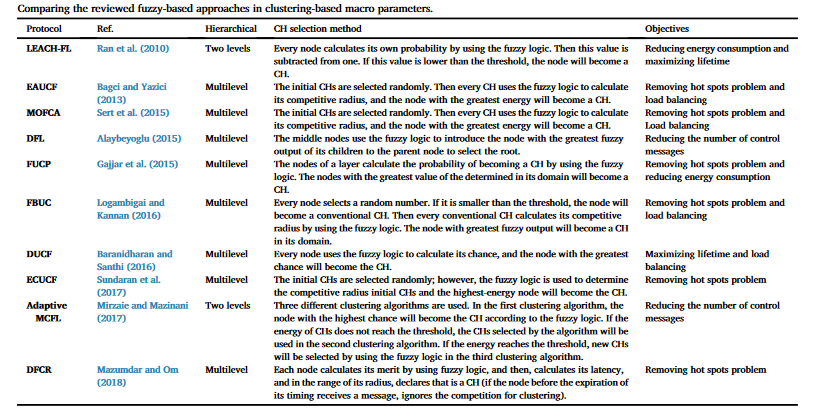 Comparing the reviewed fuzzy-based approaches in clustering-based macro parameters.
Protocol Ref. Hierarchical CH selection method Objectives
LEACH-FL Ran et al. (2010) Two levels Every node calculates its own probability by using the fuzzy logic. Then this value is Reducing energy consumption and
subtracted from one. If this value is lower than the threshold, the node will become a maximizing lifetime
CH.
EAUCF Bagci and Yazici Multilevel The initial CHs are selected randomly. Then every CH uses the fuzzy logic to calculate Removing hot spots problem and
(2013) its competitive radius, and the node with the greatest energy will become a CH. load balancing
MOFCA Sert et al. (2015) Multilevel The initial CHs are selected randomly. Then every CH uses the fuzzy logic to calculate Removing hot spots problem and
its competitive radius, and the node with the greatest energy will become a CH. Load balancing
DFL Alaybeyoglu (2015) Multilevel The middle nodes use the fuzzy logic to introduce the node with the greatest fuzzy Reducing the number of control
output of its children to the parent node to select the root. messages
FUCP Gajjar et al. (2015) Multilevel The nodes of a layer calculate the probability of becoming a CH by using the fuzzy Removing hot spots problem and
logic. The nodes with the greatest value of the determined in its domain will become a reducing energy consumption
CH.
FBUC Logambigai and Multilevel Every node selects a random number. If it is smaller than the threshold, the node will Removing hot spots problem and
Kannan (2016) become a conventional CH. Then every conventional CH calculates its competitive load balancing
radius by using the fuzzy logic. The node with greatest fuzzy output will become a CH
in its domain.
DUCF Baranidharan and Multilevel Every node uses the fuzzy logic to calculate its chance, and the node with the greatest Maximizing lifetime and load
Santhi (2016) chance will become the CH. balancing
ECUCF Sundaran et al. Multilevel The initial CHs are selected randomly; however, the fuzzy logic is used to determine Removing hot spots problem
(2017) the competitive radius initial CHs and the highest-energy node will become the CH.
Adaptive Mirzaie and Mazinani Two levels Three different clustering algorithms are used. In the first clustering algorithm, the Reducing the number of control
MCFL (2017) node with the highest chance will become the CH according to the fuzzy logic. If the messages
energy of CHs does not reach the threshold, the CHs selected by the algorithm will be
used in the second clustering algorithm. If the energy reaches the threshold, new CHs
will be selected by using the fuzzy logic in the third clustering algorithm.
DFCR Mazumdar and Om Multilevel Each node calculates its merit by using fuzzy logic, and then, calculates its latency, Removing hot spots problem
(2018) and in the range of its radius, declares that is a CH (if the node before the expiration of
its timing receives a message, ignores the competition for clustering).